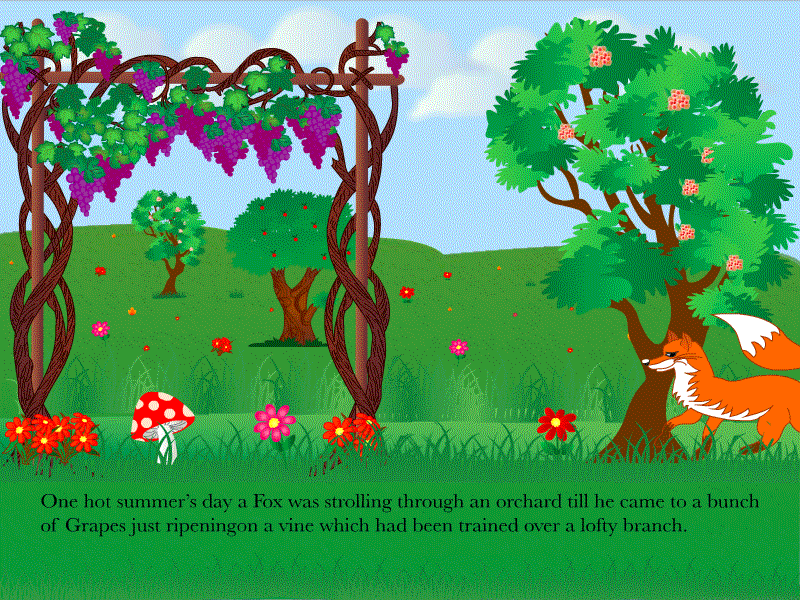 One hot summer’s day a Fox was strolling through an orchard till he came to a bunch
of Grapes just ripeningon a vine which had been trained over a lofty branch.